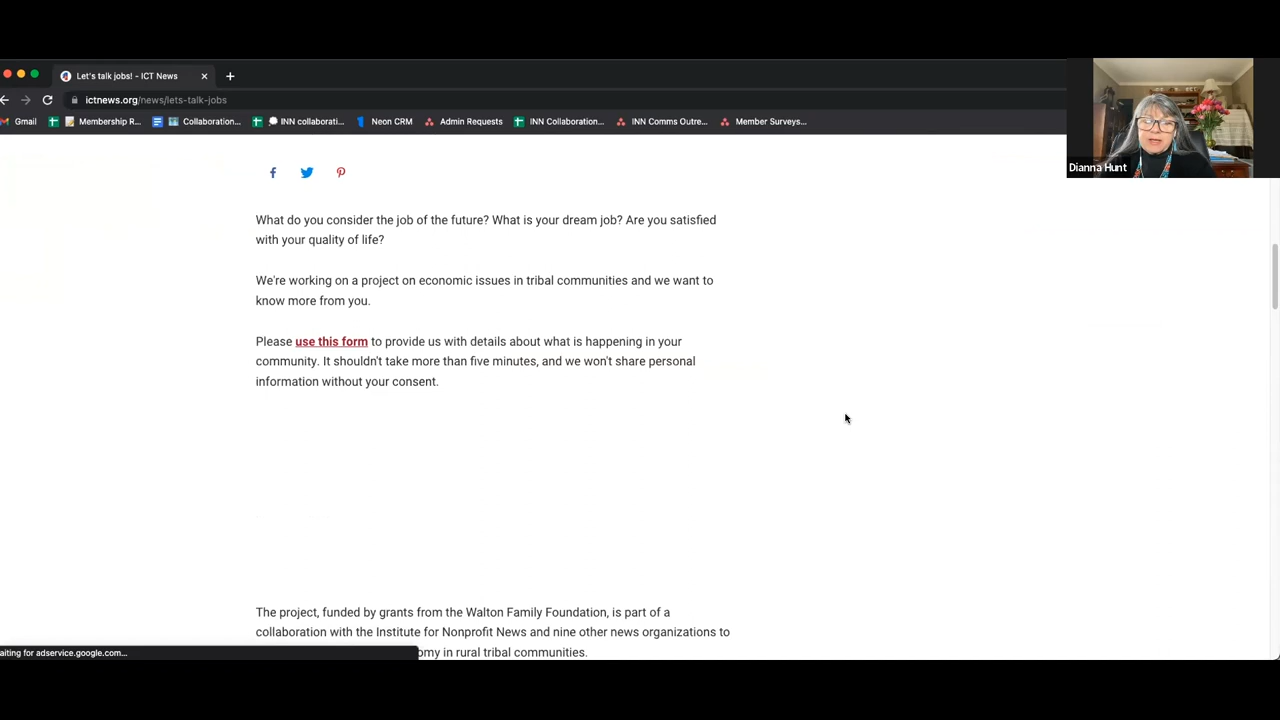 Let's talk jobs! - ICT News
ictnews.org/news/lets-talk-jobs
Gmail
Membership R...
Collaboration...
INN collaborati...
Neon CRM
Admin Requests
INN Collaboration...
INN Comms Outre...
Member Surveys...
Dianna Hunt
What do you consider the job of the future? What is your dream job? Are you satisfied
with your quality of life?
We're working on a project on economic issues in tribal communities and we want to
know more from you.
Please use this form to provide us with details about what is happening in your
community. It shouldn't take more than five minutes, and we won't share personal
information without your consent.
The project, funded by grants from the Walton Family Foundation, is part of a
collaboration with the Institute for Nonprofit News and nine other news organizations to
omy in rural tribal communities.
aiting for adservice.google.com...